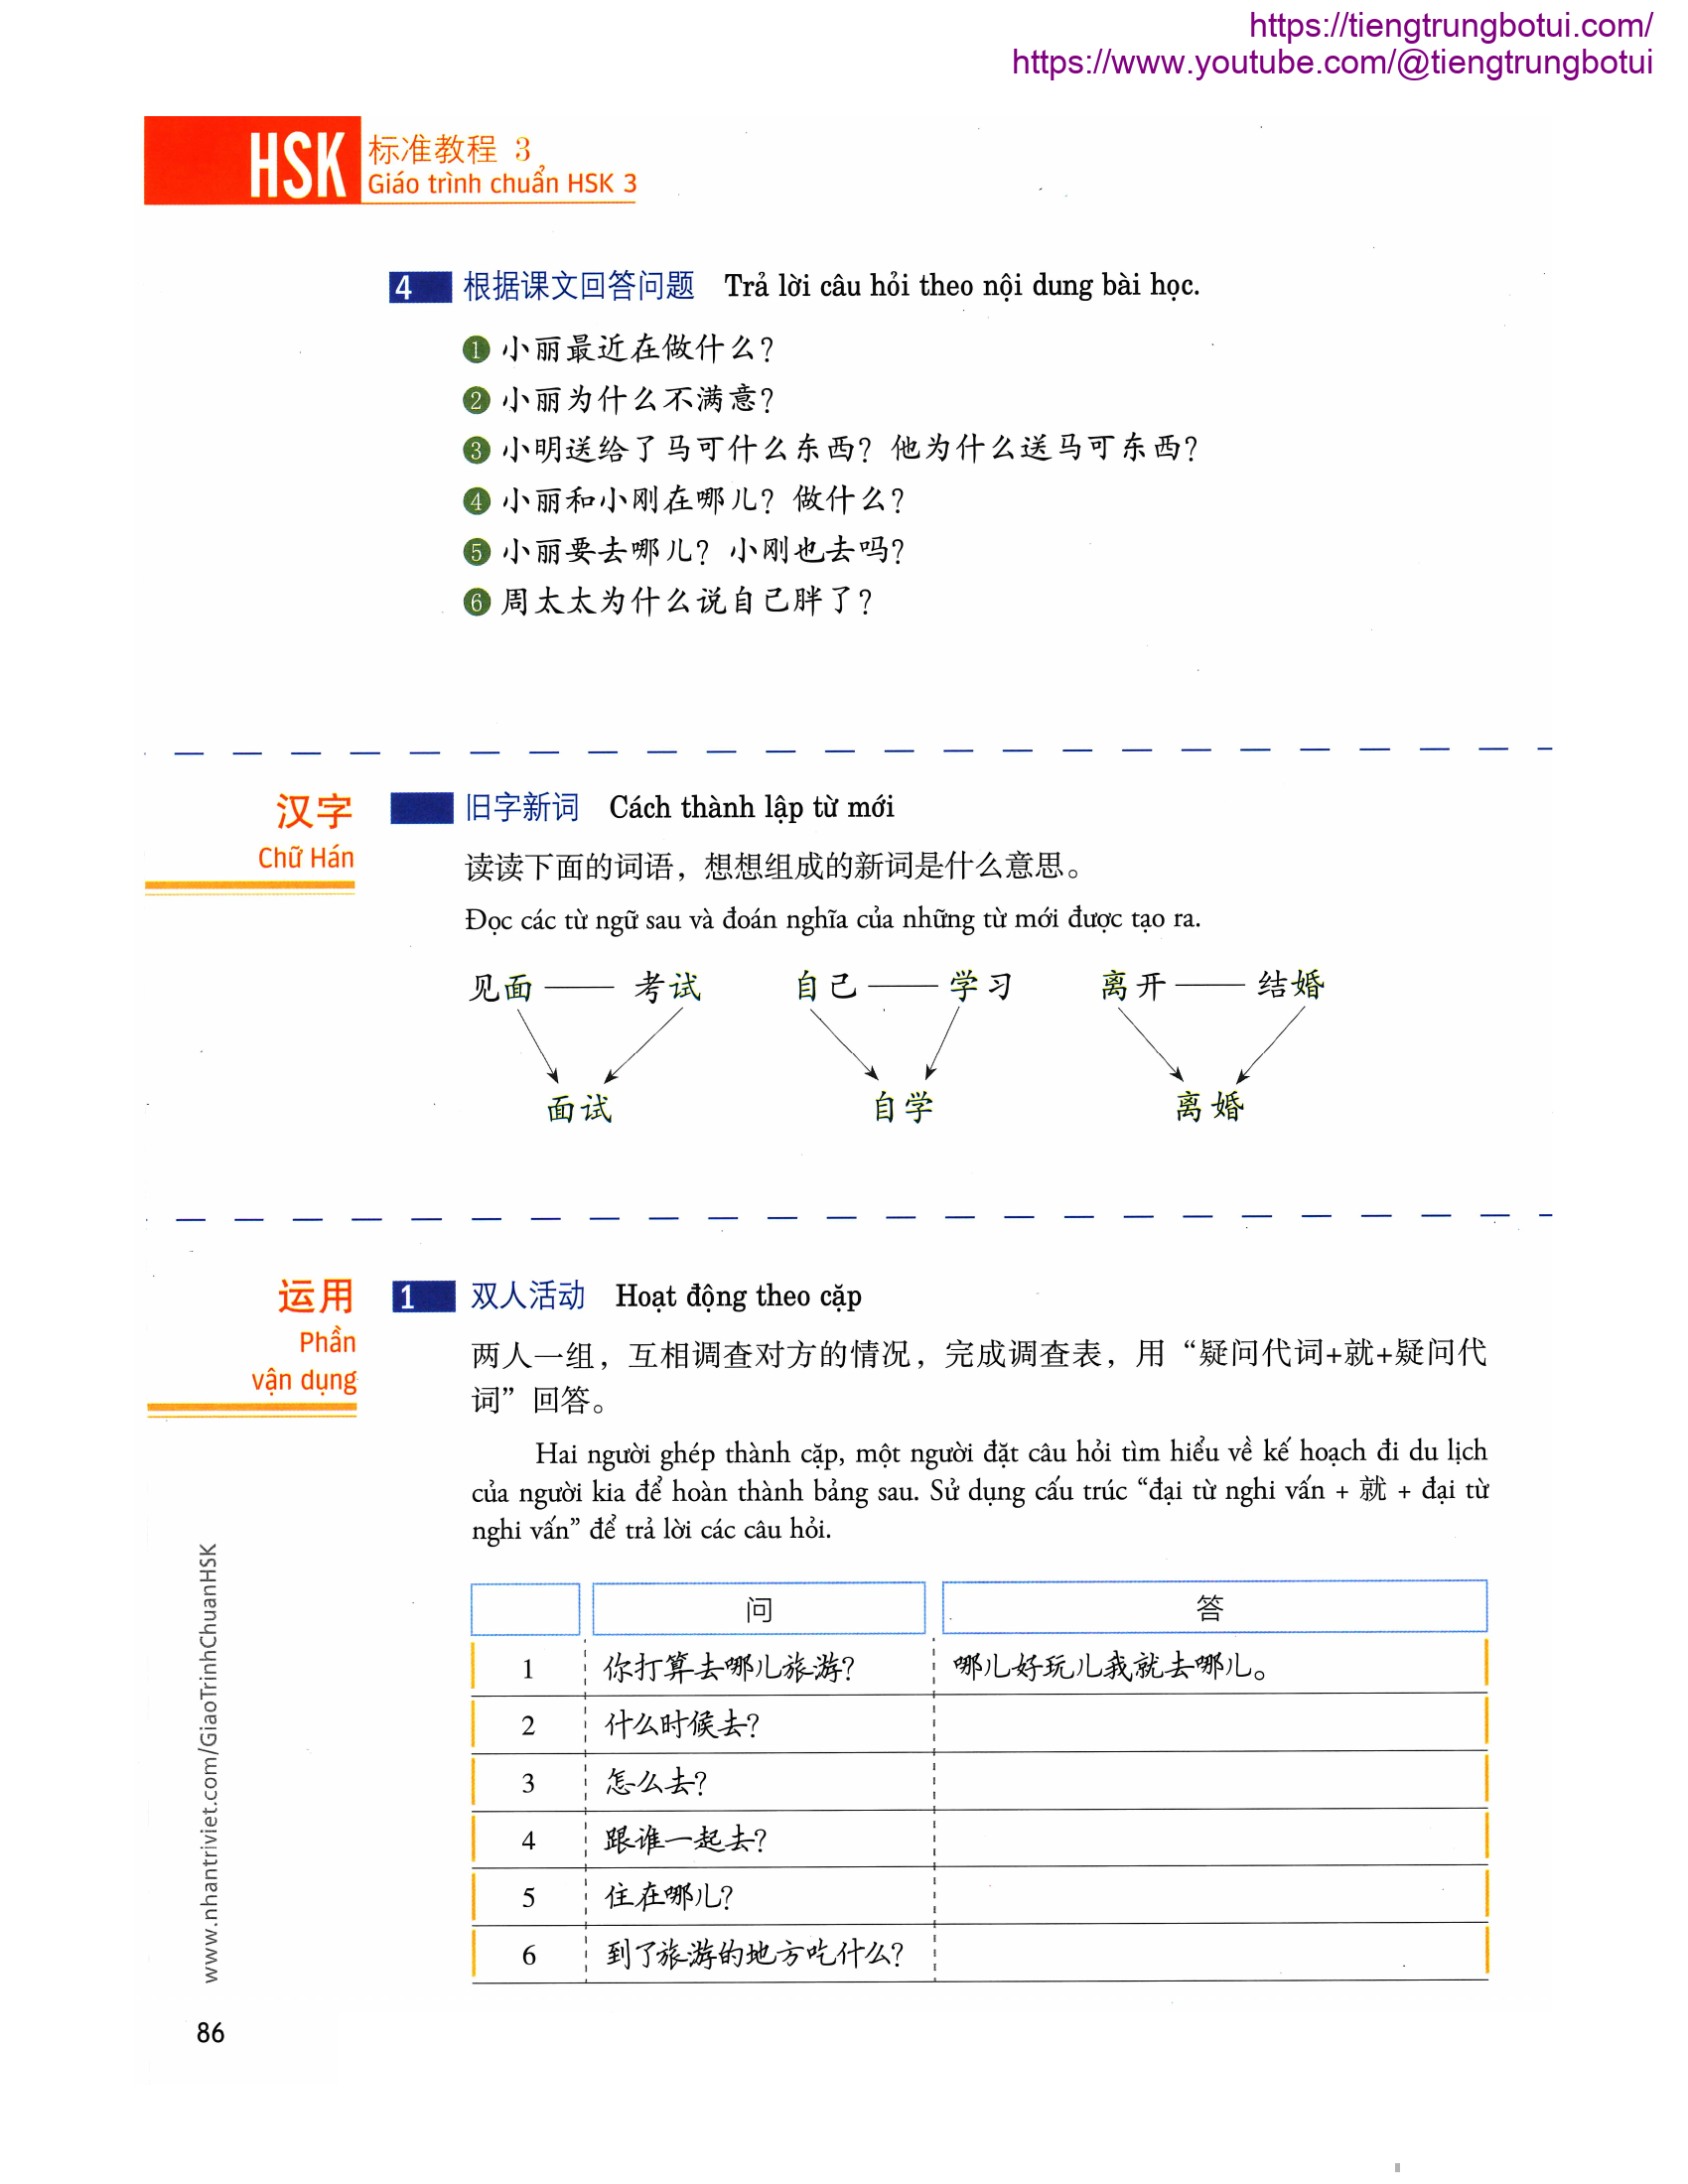 https://tiengtrungbotui.com/
https://www.youtube.com/@tiengtrungbotui
HSK 标准教程 3
Giáo trình chuẩn HSK 3
4 根据课文回答问题 Trả lời câu hỏi theo nội dung bài học.
1 小丽最近在做什么？
2 小丽为什么不满意？
3 小明送给了马可什么东西？他为什么送马可东西？
4 小丽和小刚在哪儿？做什么？
5 小丽要去哪儿？小刚也去吗？
6 周太太为什么说自己胖了？
汉字
Chữ Hán
旧字新词 Cách thành lập từ mới
读读下面的词语，想想组成的新词是什么意思。
Đọc các từ ngữ sau và đoán nghĩa của những từ mới được tạo ra.
见面 —— 考试 自己 —— 学习 离开 —— 结婚
面试 自学 离婚
运用
Phần
vận dụng
1 双人活动 Hoạt động theo cặp
两人一组，互相调查对方的情况，完成调查表，用“疑问代词+就+疑问代
词”回答。
Hai người ghép thành cặp, một người đặt câu hỏi tìm hiểu về kế hoạch đi du lịch
của người kia để hoàn thành bảng sau. Sử dụng cấu trúc “đại từ nghi vấn + 就 + đại từ
nghi vấn” để trả lời các câu hỏi.
问 答
1 你打算去哪儿旅游？ 哪儿好玩儿我就去哪儿。
2 什么时候去？
3 怎么去？
4 跟谁一起去？
5 住在哪儿？
6 到了旅游的地方吃什么？
www.nhantriviet.com/GiaoTrinhChuanHSK
86